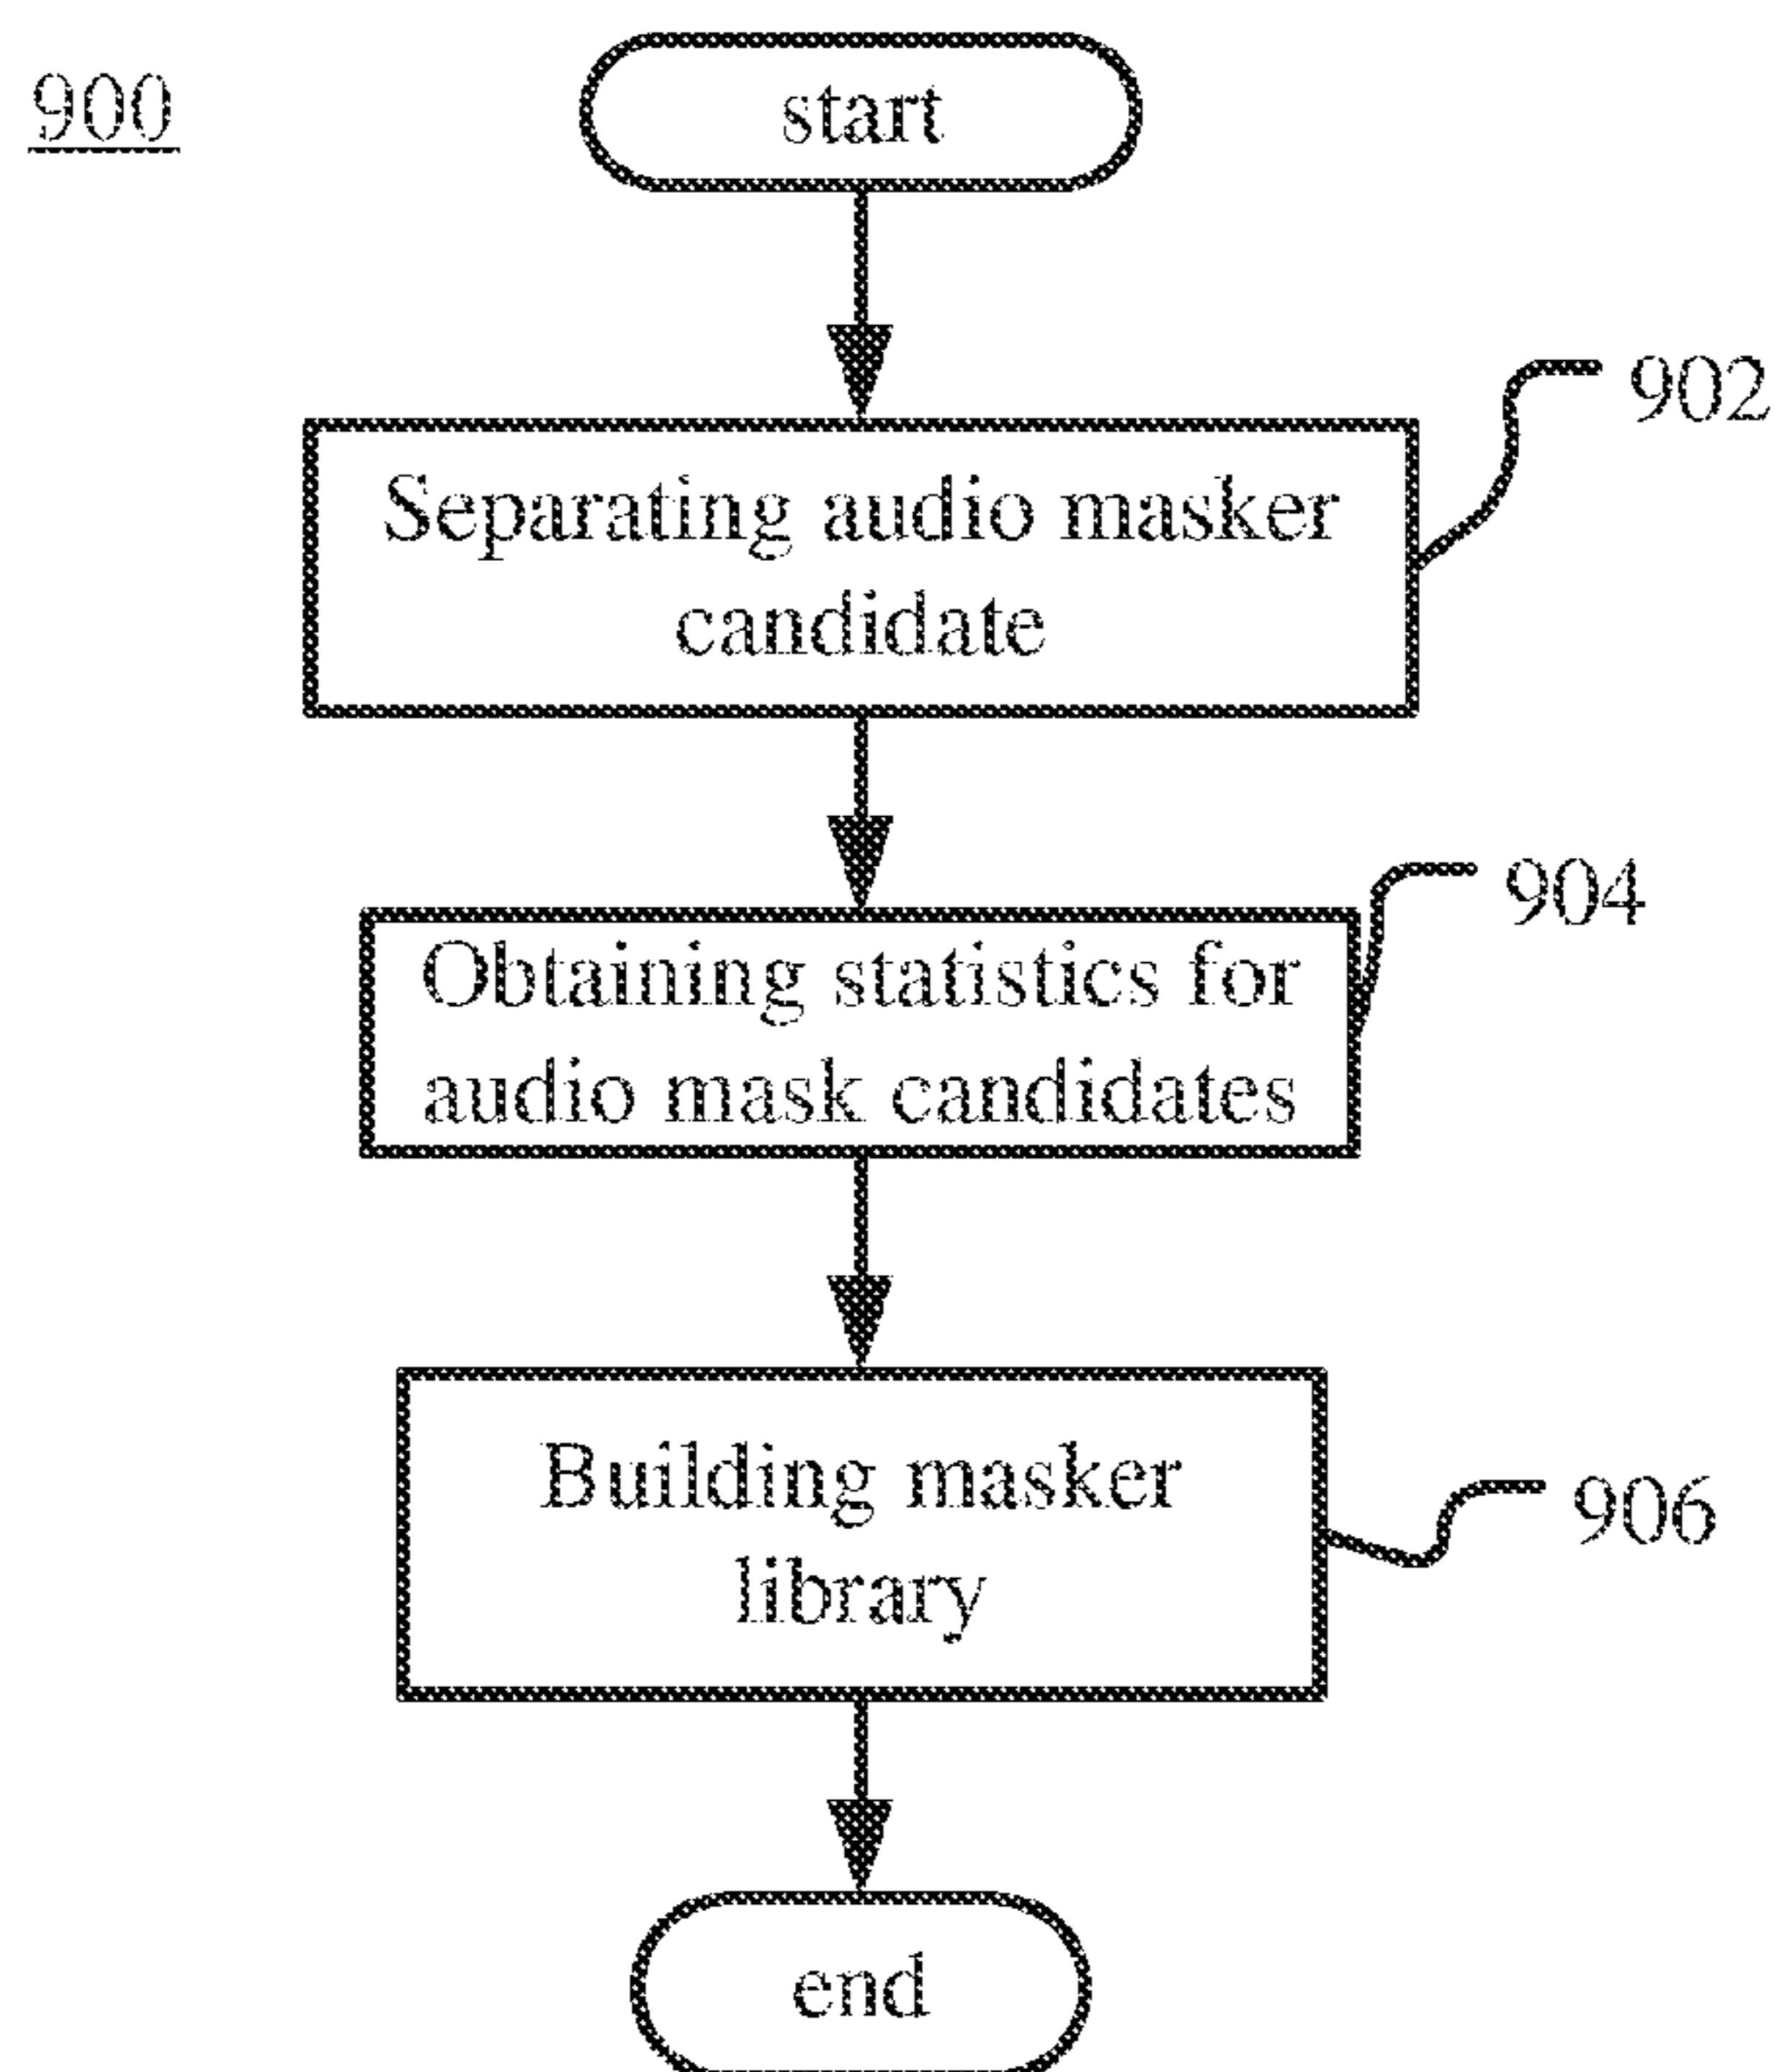 900
start
Separating audio masker
candidate
902
Obtaining statistics for
audio mask candidates
904
Building masker
library
906
end